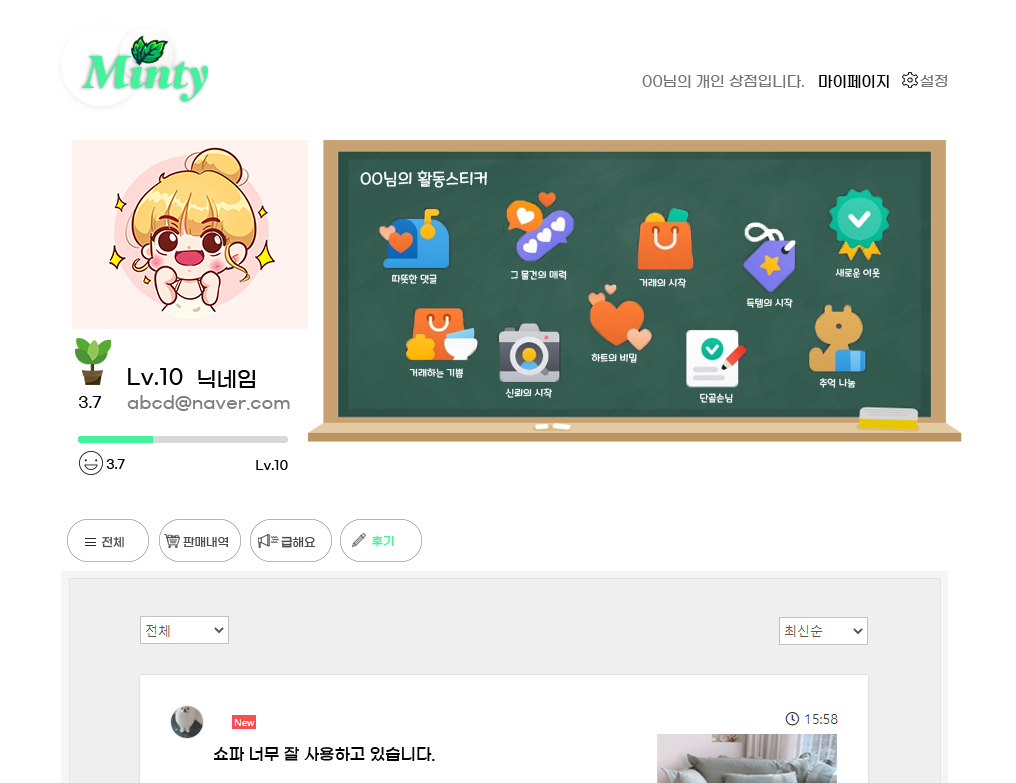 Minty
OO님의 개인 상점입니다. 마이페이지 설정
OO님의 활동스티커
따뜻한 댓글
그 물건의 매력
거래의 시작
득템의 시작
새로운 이웃
거래하는 기쁨
신뢰의 시작
하트의 비밀
단골손님
추억 나눔
Lv.10 닉네임
3.7 abcd@naver.com
3.7 Lv.10
전체 판매내역 급해요 후기
전체 최신순
New 15:58
쇼파 너무 잘 사용하고 있습니다.